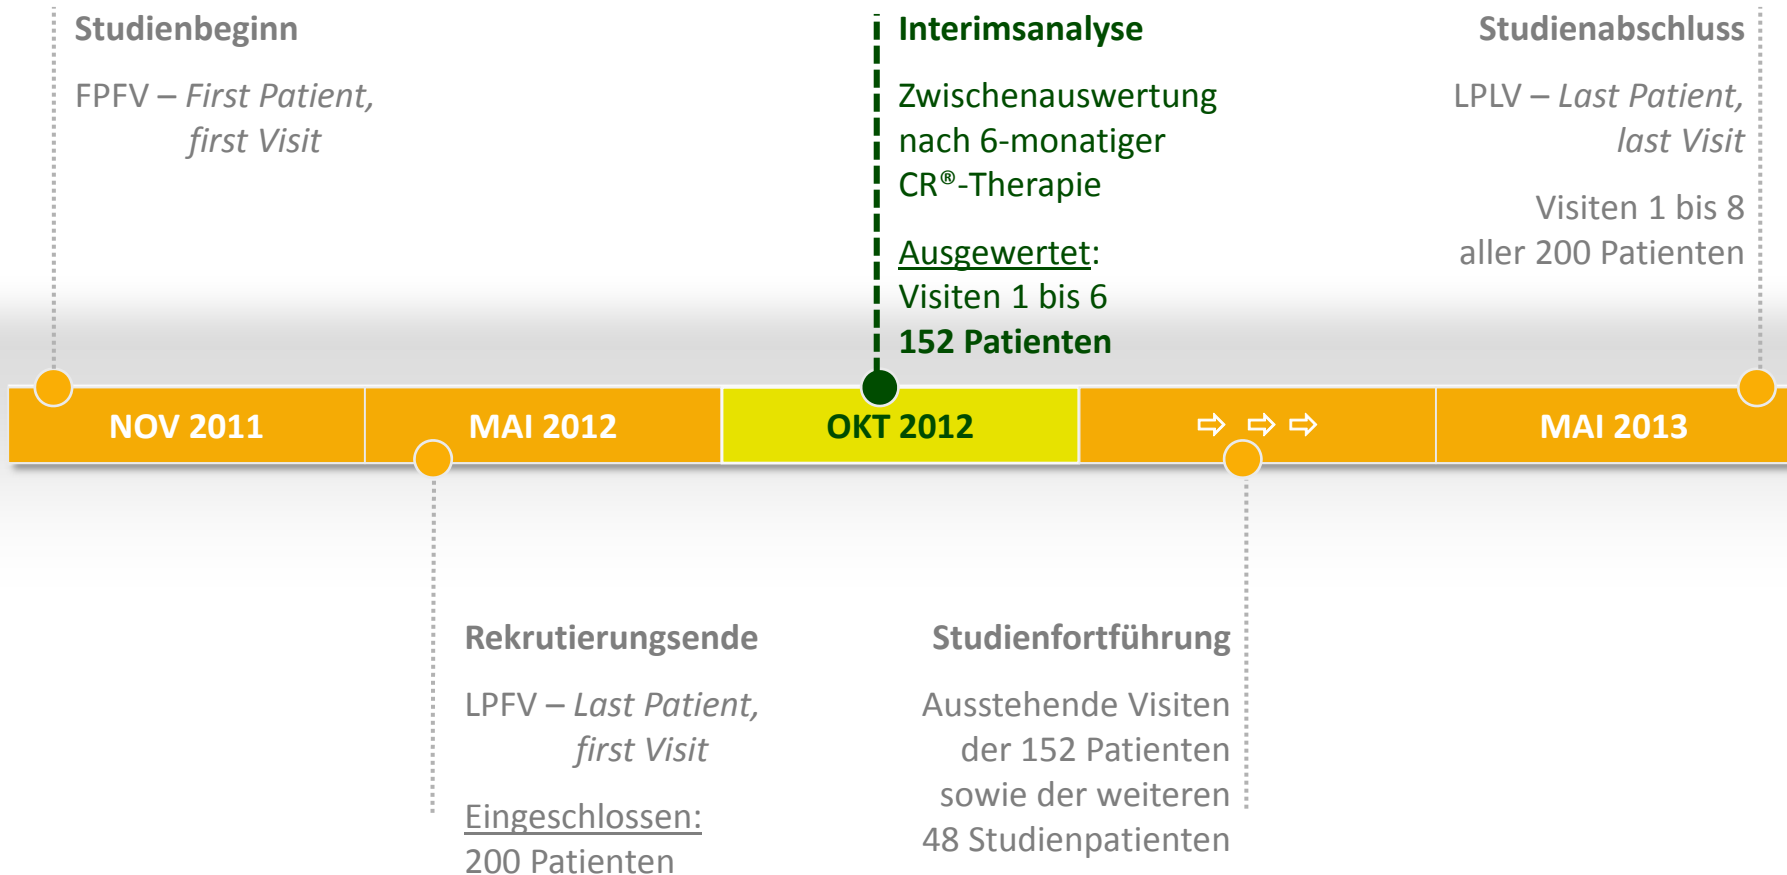 Studienbeginn
FPFV – First Patient,
first Visit
Interimsanalyse
Zwischenauswertung
nach 6-monatiger
CR®-Therapie
Ausgewertet:
Visiten 1 bis 6
152 Patienten
Studienabschluss
LPLV – Last Patient,
last Visit
Visiten 1 bis 8
aller 200 Patienten
NOV 2011
MAI 2012
OKT 2012
⇨ ⇨ ⇨
MAI 2013
Rekrutierungsende
LPFV – Last Patient,
first Visit
Eingeschlossen:
200 Patienten
Studienfortführung
Ausstehende Visiten
der 152 Patienten
sowie der weiteren
48 Studienpatienten